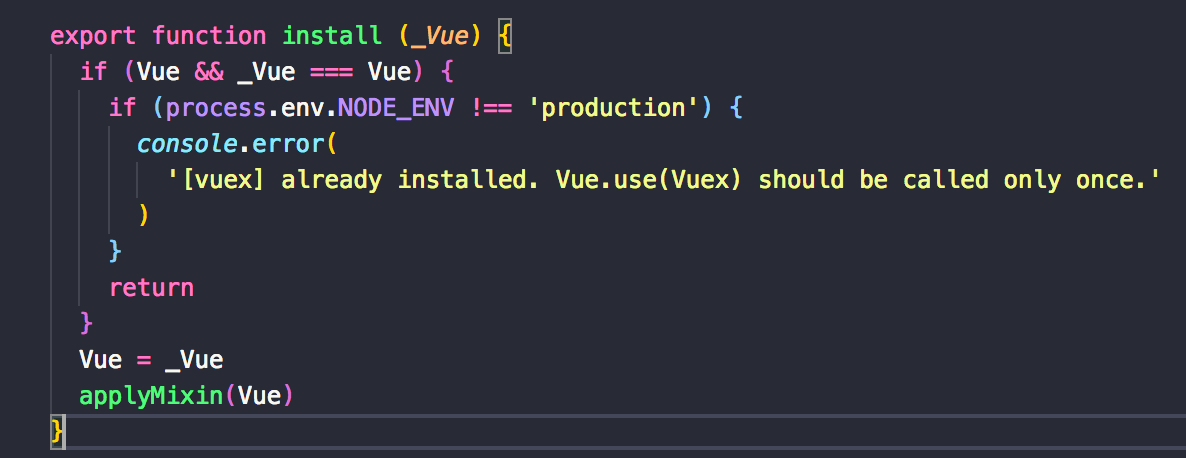 export function install (_Vue) {
  if (Vue && _Vue === Vue) {
    if (process.env.NODE_ENV !== 'production') {
      console.error(
        '[vuex] already installed. Vue.use(Vuex) should be called only once.'
      )
    }
    return
  }
  Vue = _Vue
  applyMixin(Vue)
}